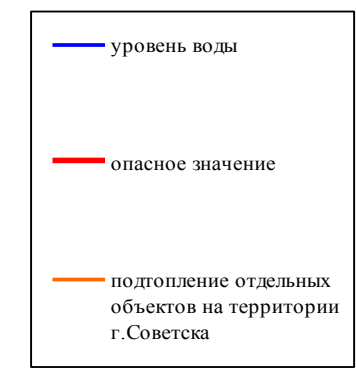 уровень воды
опасное значение
подтопление отдельных
объектов на территории
г.Советска